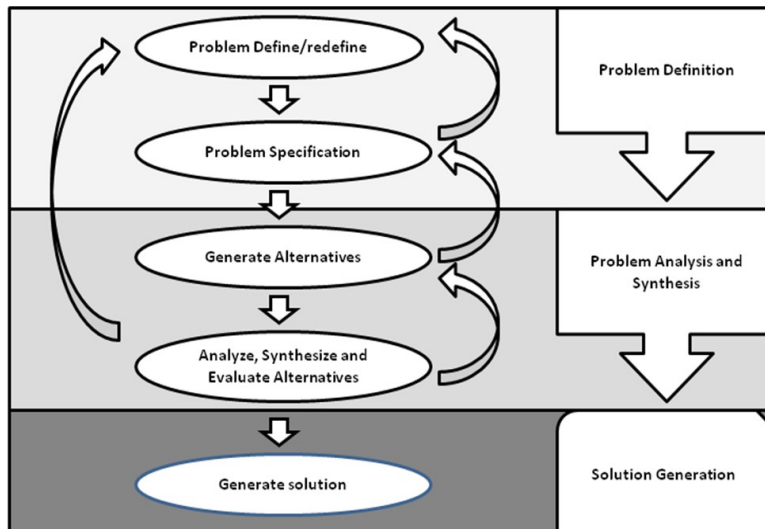 Problem Define/redefine
Problem Definition
Problem Specification
Generate Alternatives
Problem Analysis and
Synthesis
Analyze, Synthesize and
Evaluate Alternatives
Generate solution
Solution Generation